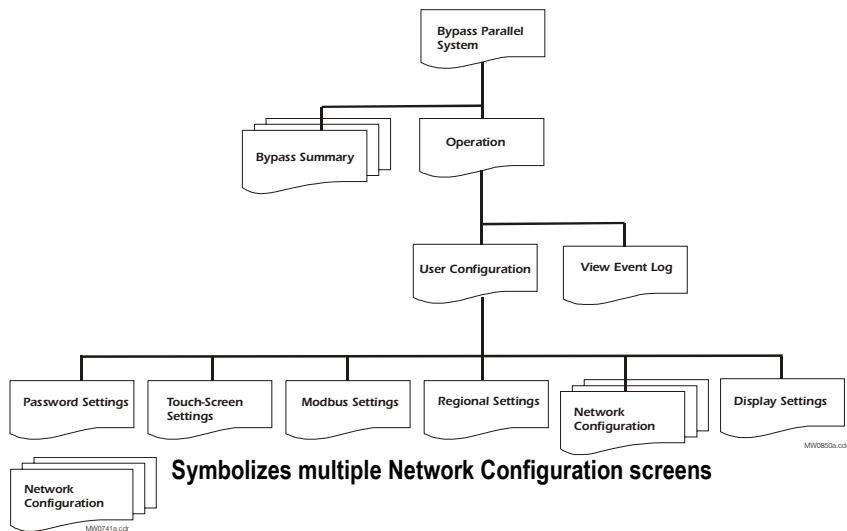 Bypass Parallel
System
Bypass Summary
Operation
User Configuration
View Event Log
Password Settings
Touch-Screen
Settings
Modbus Settings
Regional Settings
Network
Configuration
Display Settings
MW0850a.cdr
Symbolizes multiple Network Configuration screens
Network
Configuration
MW0741a.cdr